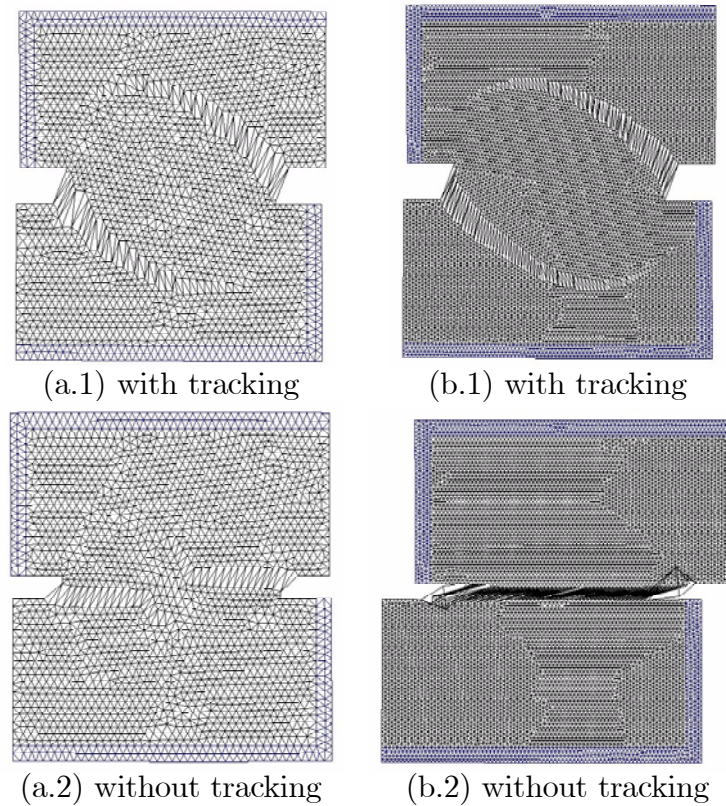 (a.1) with tracking
(b.1) with tracking
(a.2) without tracking
(b.2) without tracking